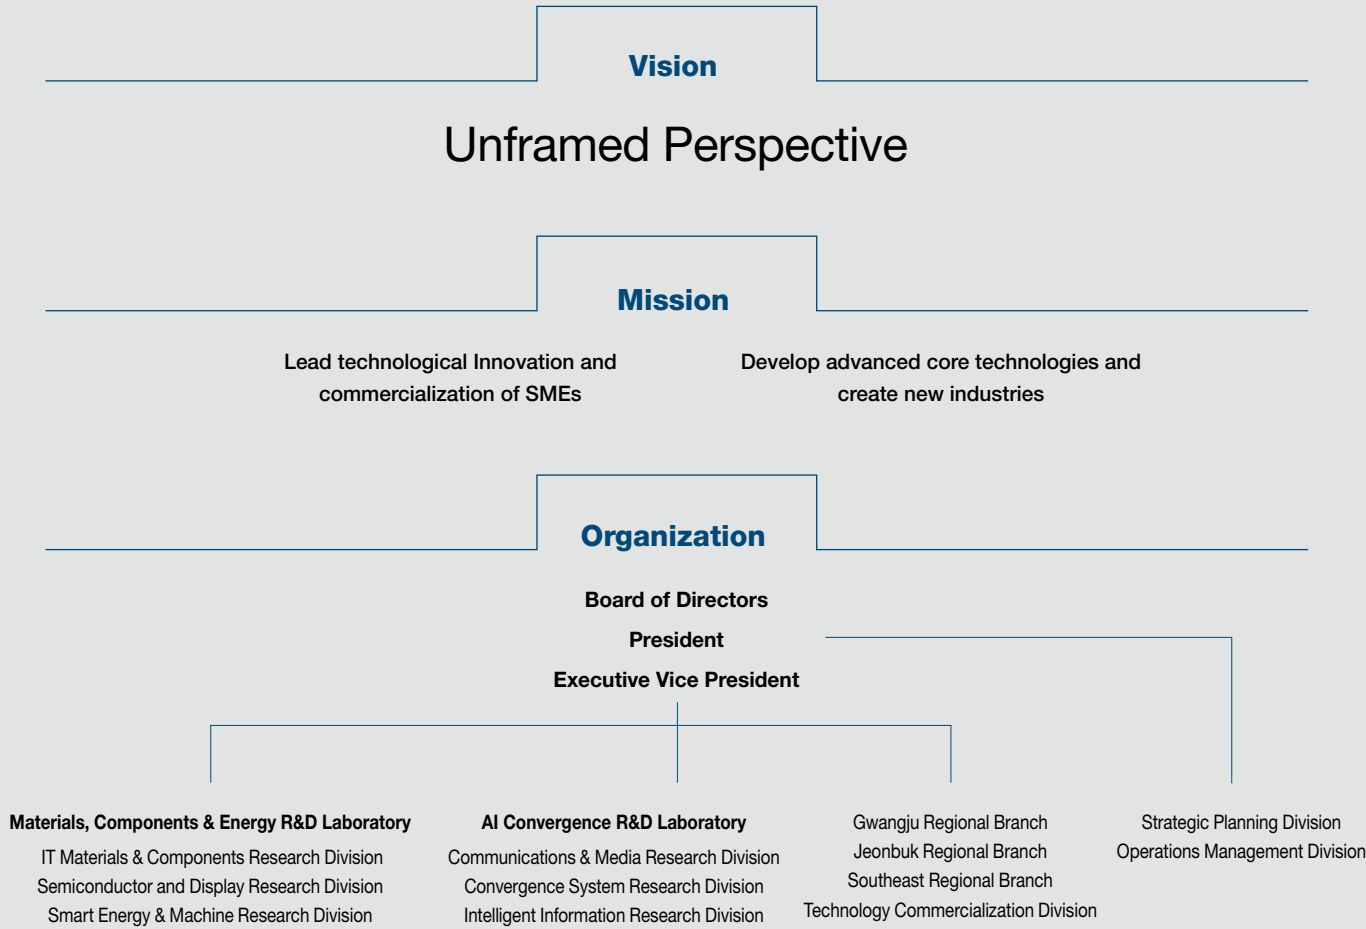 Vision
Unframed Perspective
Mission
Lead technological Innovation and
commercialization of SMEs
Develop advanced core technologies and
create new industries
Organization
Board of Directors
President
Executive Vice President
Materials, Components & Energy R&D Laboratory
IT Materials & Components Research Division
Semiconductor and Display Research Division
Smart Energy & Machine Research Division
AI Convergence R&D Laboratory
Communications & Media Research Division
Convergence System Research Division
Intelligent Information Research Division
Gwangju Regional Branch
Jeonbuk Regional Branch
Southeast Regional Branch
Technology Commercialization Division
Strategic Planning Division
Operations Management Division